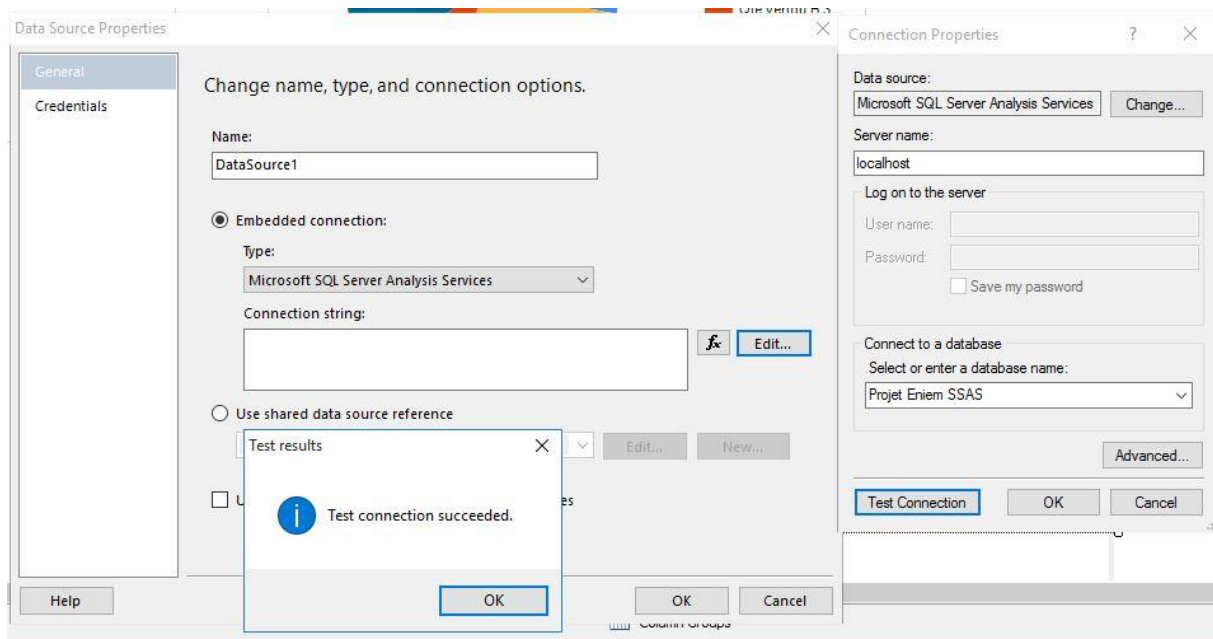 Data Source Properties
General
Credentials
Change name, type, and connection options.
Name:
DataSource1
Embedded connection:
Type:
Microsoft SQL Server Analysis Services
Connection string:
fx
Edit...
Use shared data source reference
Edit...
New...
U
es
Test results
Test connection succeeded.
OK
Help
OK
Cancel
Connection Properties
?
Data source:
Microsoft SQL Server Analysis Services
Change...
Server name:
localhost
Log on to the server
User name:
Password:
Save my password
Connect to a database
Select or enter a database name:
Projet Eniem SSAS
Advanced...
Test Connection
OK
Cancel
Column Groups